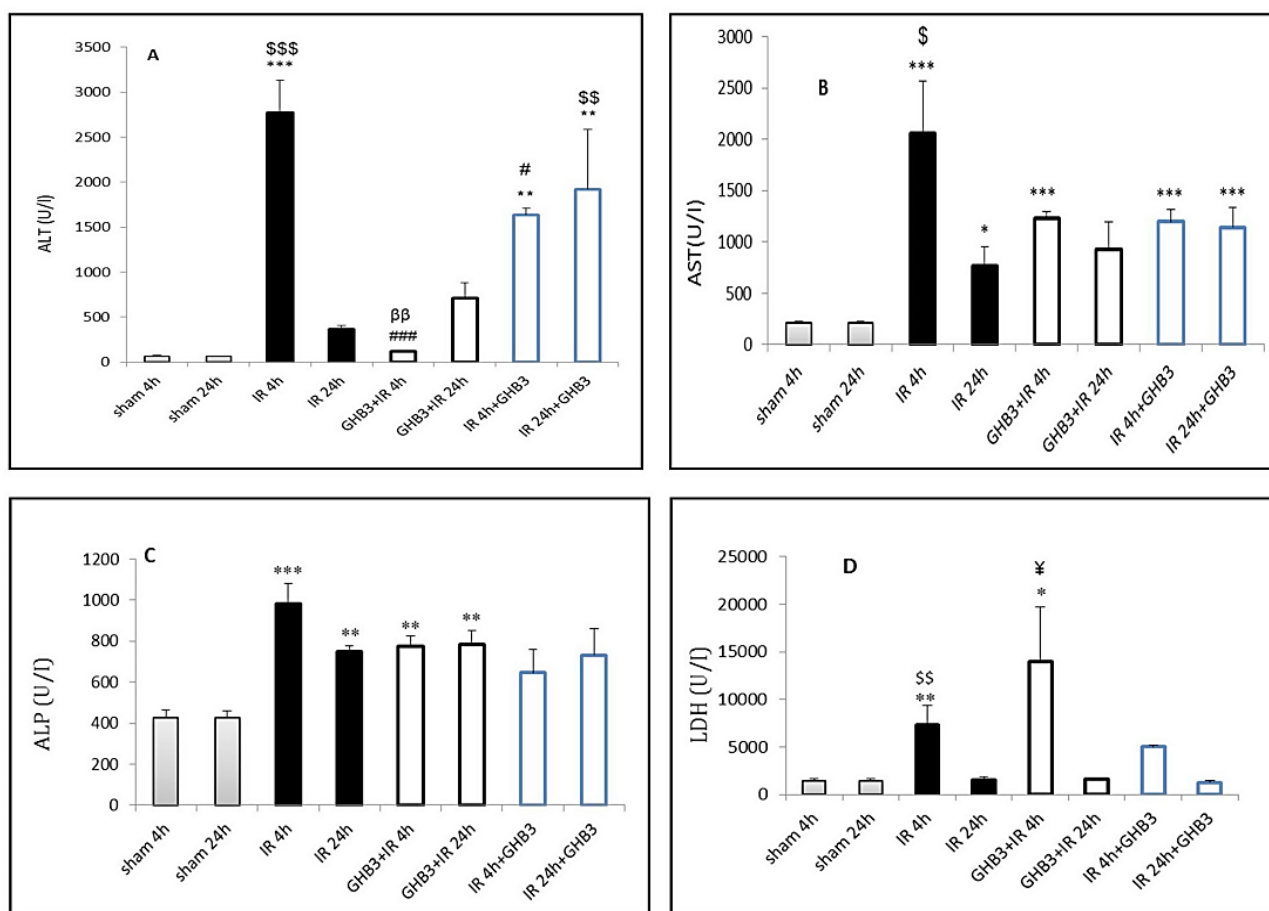 A
ALT (U/I)
3500
3000
2500
2000
1500
1000
500
0
$$$
***
ββ
###
#
**
$$
**
sham 4h
sham 24h
IR 4h
IR 24h
GHB3+IR 4h
GHB3+IR 24h
IR 4h+GHB3
IR 24h+GHB3
B
AST(U/I)
3000
2500
2000
1500
1000
500
0
$
***
*
***
***
***
sham 4h
sham 24h
IR 4h
IR 24h
GHB3+IR 4h
GHB3+IR 24h
IR 4h+GHB3
IR 24h+GHB3
C
ALP (U/I)
1200
1000
800
600
400
200
0
***
**
**
**
sham 4h
sham 24h
IR 4h
IR 24h
GHB3+IR 4h
GHB3+IR 24h
IR 4h+GHB3
IR 24h+GHB3
D
LDH (U/I)
25000
20000
15000
10000
5000
0
$$
**
¥
*
sham 4h
sham 24h
IR 4h
IR 24h
GHB3+IR 4h
GHB3+IR 24h
IR 4h+GHB3
IR 24h+GHB3